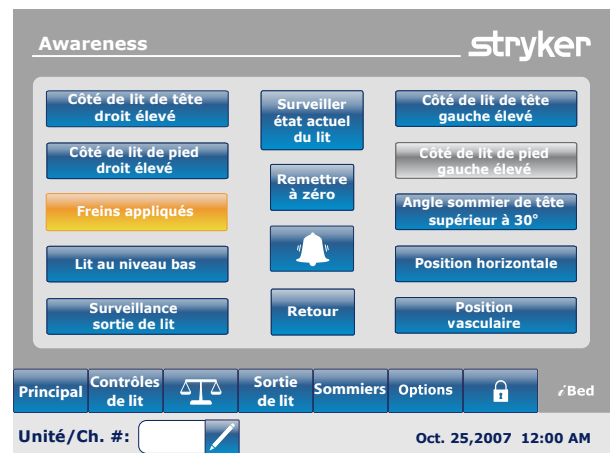 Awareness
stryker
Côté de lit de tête
droit élevé
Côté de lit de pied
droit élevé
Freins appliqués
Lit au niveau bas
Surveillance
sortie de lit
Surveiller
état actuel
du lit
Remettre
à zéro
Retour
Côté de lit de tête
gauche élevé
Côté de lit de pied
gauche élevé
Angle sommier de tête
supérieur à 30°
Position horizontale
Position
vasculaire
Principal
Contrôles
de lit
Sortie
de lit
Sommiers
Options
iBed
Unité/Ch. #:
Oct. 25,2007 12:00 AM